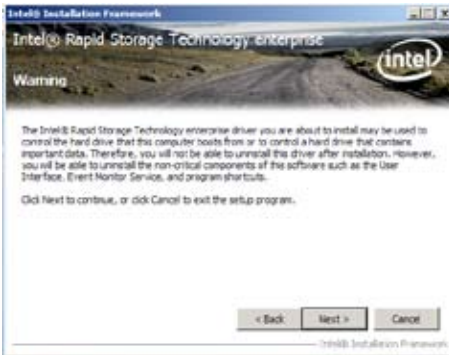 Intel® Installation Framework
Intel® Rapid Storage Technology enterprise
intel
Warning
The Intel® Rapid Storage Technology enterprise driver you are about to install may be used to
control the hard drive that this computer boots from or to control a hard drive that contains
important data. Therefore, you will not be able to uninstall this driver after installation. However,
you will be able to uninstall the non-critical components of this software such as the User
Interface, Event Monitor Service, and program shortcuts.
Click Next to continue, or click Cancel to exit the setup program.
< Back Next > Cancel
Intel® Installation Framework